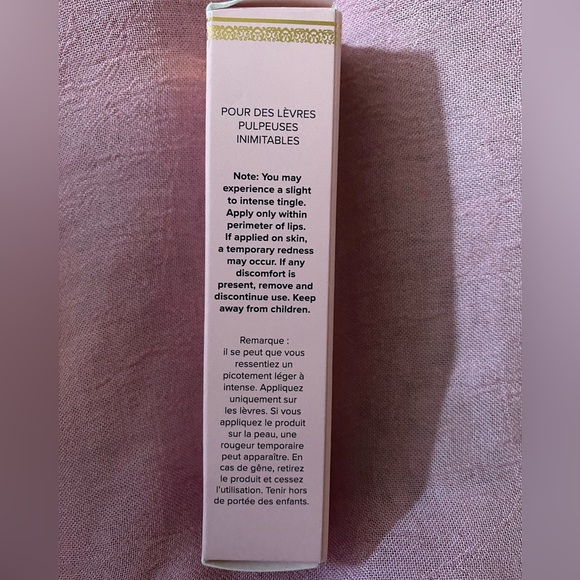 POUR DES LÈVRES
PULPEUSES
INIMITABLES
Note: You may
experience a slight
to intense tingle.
Apply only within
perimeter of lips.
If applied on skin,
a temporary redness
may occur. If any
discomfort is
present, remove and
discontinue use. Keep
away from children.
Remarque :
il se peut que vous
ressentiez un
picotement léger à
intense. Appliquez
uniquement sur
les lèvres. Si vous
appliquez le produit
sur la peau, une
rougeur temporaire
peut apparaître. En
cas de gêne, retirez
le produit et cessez
l'utilisation. Tenir hors
de portée des enfants.